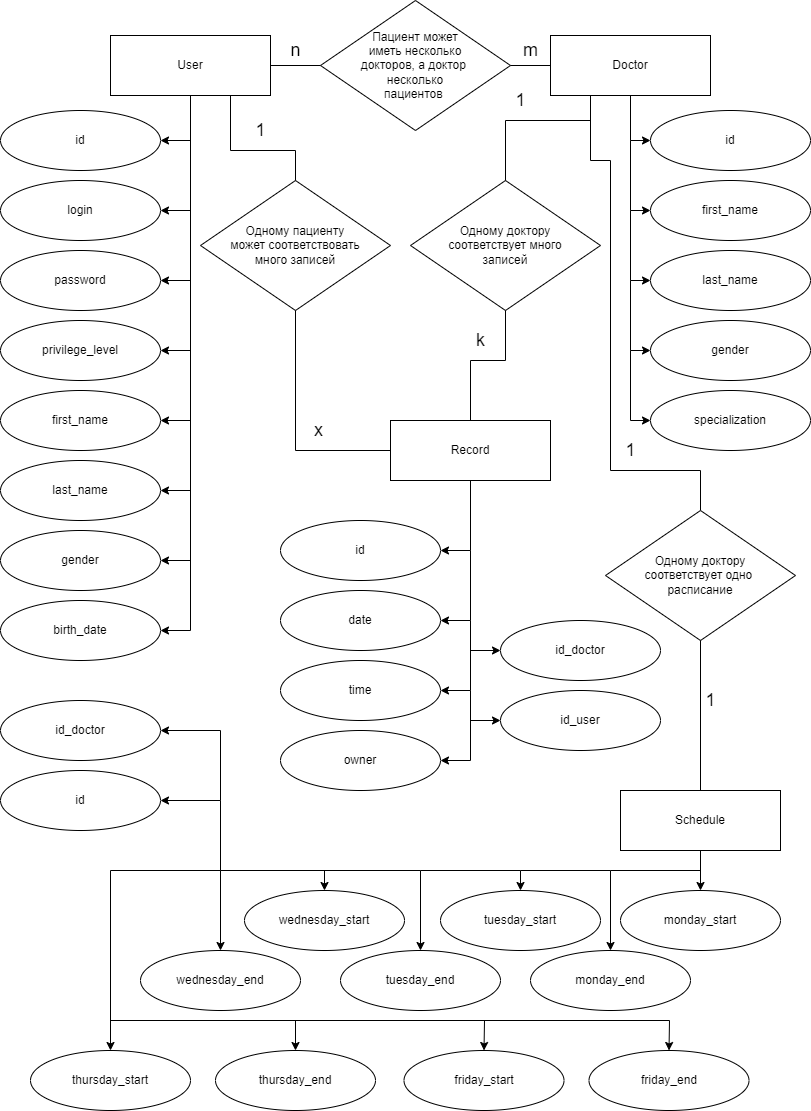 Пациент может
иметь несколько
докторов, а доктор
несколько
пациентов
n
m
User
Doctor
1
1
id
id
login
first_name
Одному пациенту
может соответствовать
много записей
Одному доктору
соответствует много
записей
password
last_name
privilege_level
gender
k
first_name
specialization
x
1
Record
last_name
id
gender
Одному доктору
соответствует одно
расписание
date
birth_date
id_doctor
time
id_user
1
id_doctor
owner
id
Schedule
wednesday_start
tuesday_start
monday_start
wednesday_end
tuesday_end
monday_end
thursday_start
thursday_end
friday_start
friday_end